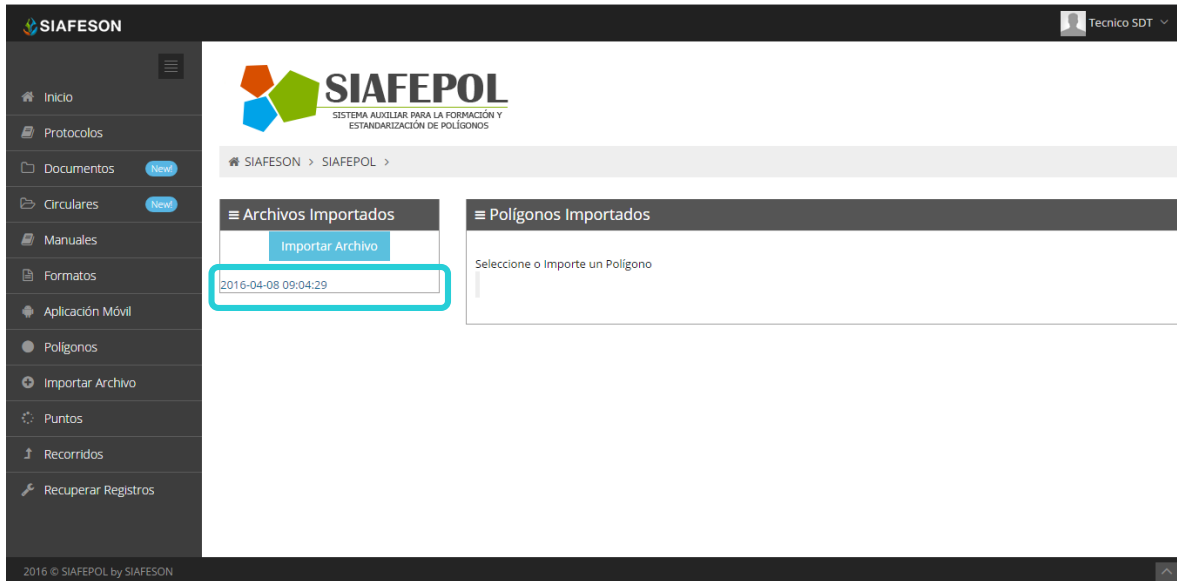 SIAFESON
Tecnico SDT
Inicio
Protocolos
Documentos New!
Circulares New!
Manuales
Formatos
Aplicación Móvil
Polígonos
Importar Archivo
Puntos
Recorridos
Recuperar Registros
SIAFEPOL
SISTEMA AUXILIAR PARA LA FORMACIÓN Y
ESTANDARIZACIÓN DE POLÍGONOS
SIAFESON > SIAFEPOL >
Archivos Importados
Importar Archivo
2016-04-08 09:04:29
Polígonos Importados
Seleccione o Importe un Polígono
2016 © SIAFEPOL by SIAFESON